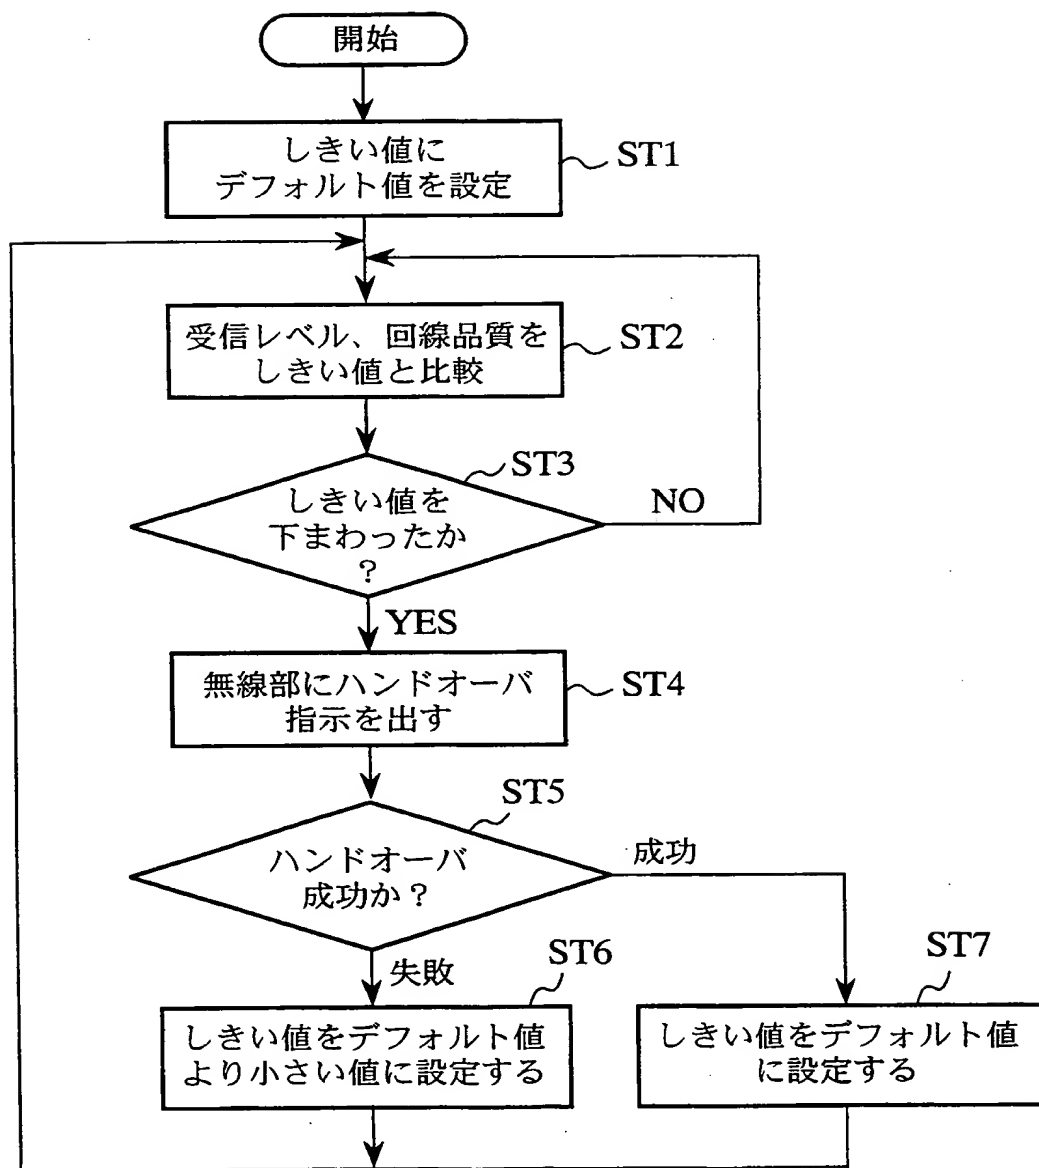 開始
しきい値に
デフォルト値を設定
ST1
受信レベル、回線品質を
しきい値と比較
ST2
ST3
しきい値を
下まわったか
?
NO
YES
無線部にハンドオーバ
指示を出す
ST4
ST5
ハンドオーバ
成功か?
成功
失敗
ST6
しきい値をデフォルト値
より小さい値に設定する
ST7
しきい値をデフォルト値
に設定する